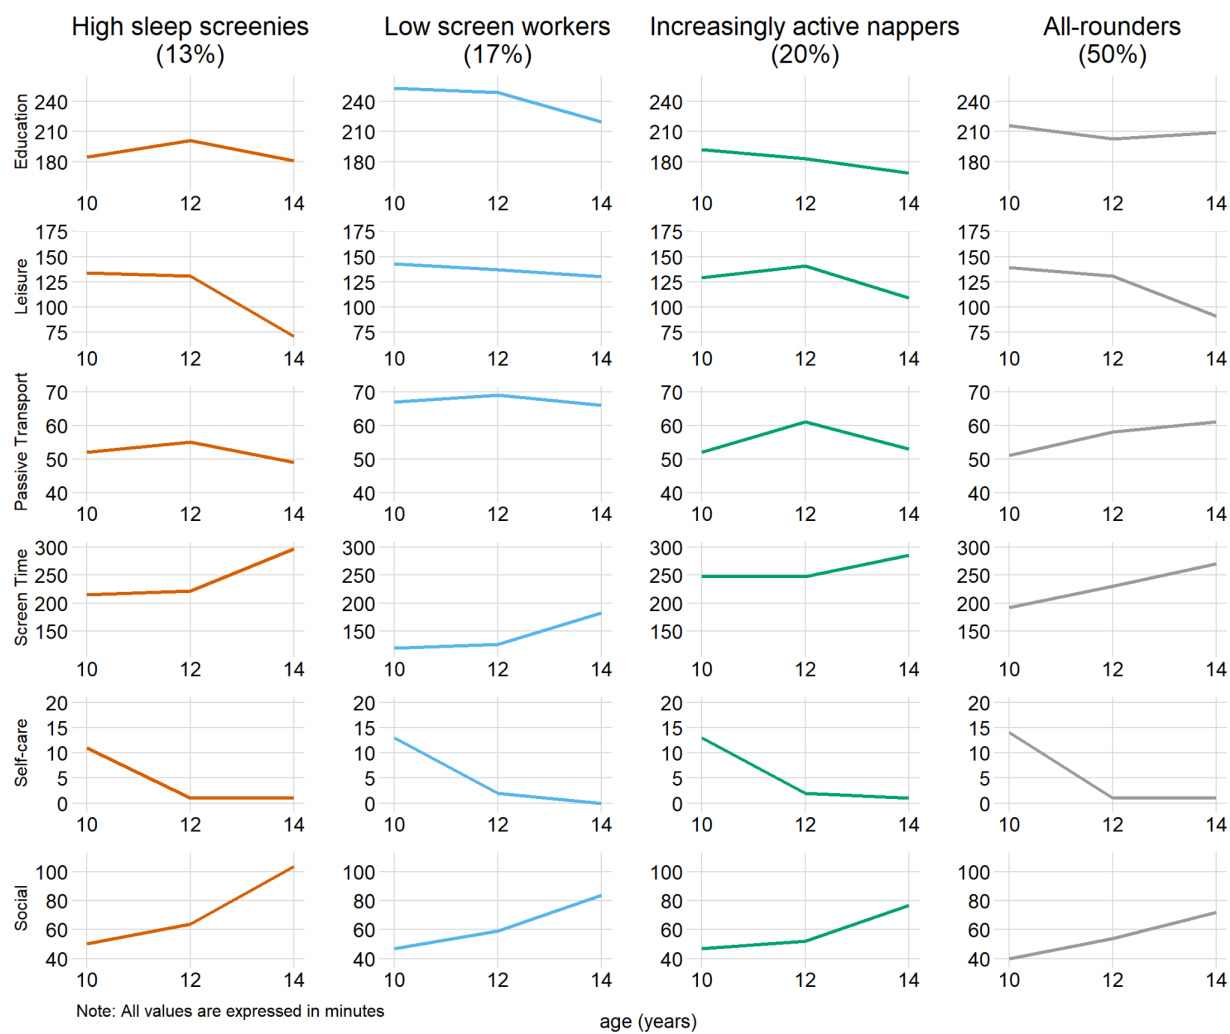 High sleep screenies Low screen workers Increasingly active nappers All-rounders
(13%) (17%) (20%) (50%)
Education
240 240 240 240
210 210 210 210
180 180 180 180
10 12 14 10 12 14 10 12 14 10 12 14
Leisure
175 175 175 175
150 150 150 150
125 125 125 125
100 100 100 100
75 75 75 75
10 12 14 10 12 14 10 12 14 10 12 14
Passive Transport
70 70 70 70
60 60 60 60
50 50 50 50
40 40 40 40
10 12 14 10 12 14 10 12 14 10 12 14
Screen Time
300 300 300 300
250 250 250 250
200 200 200 200
150 150 150 150
10 12 14 10 12 14 10 12 14 10 12 14
Self-care
20 20 20 20
15 15 15 15
10 10 10 10
5 5 5 5
0 0 0 0
10 12 14 10 12 14 10 12 14 10 12 14
Social
100 100 100 100
80 80 80 80
60 60 60 60
40 40 40 40
10 12 14 10 12 14 10 12 14 10 12 14
Note: All values are expressed in minutes
age (years)